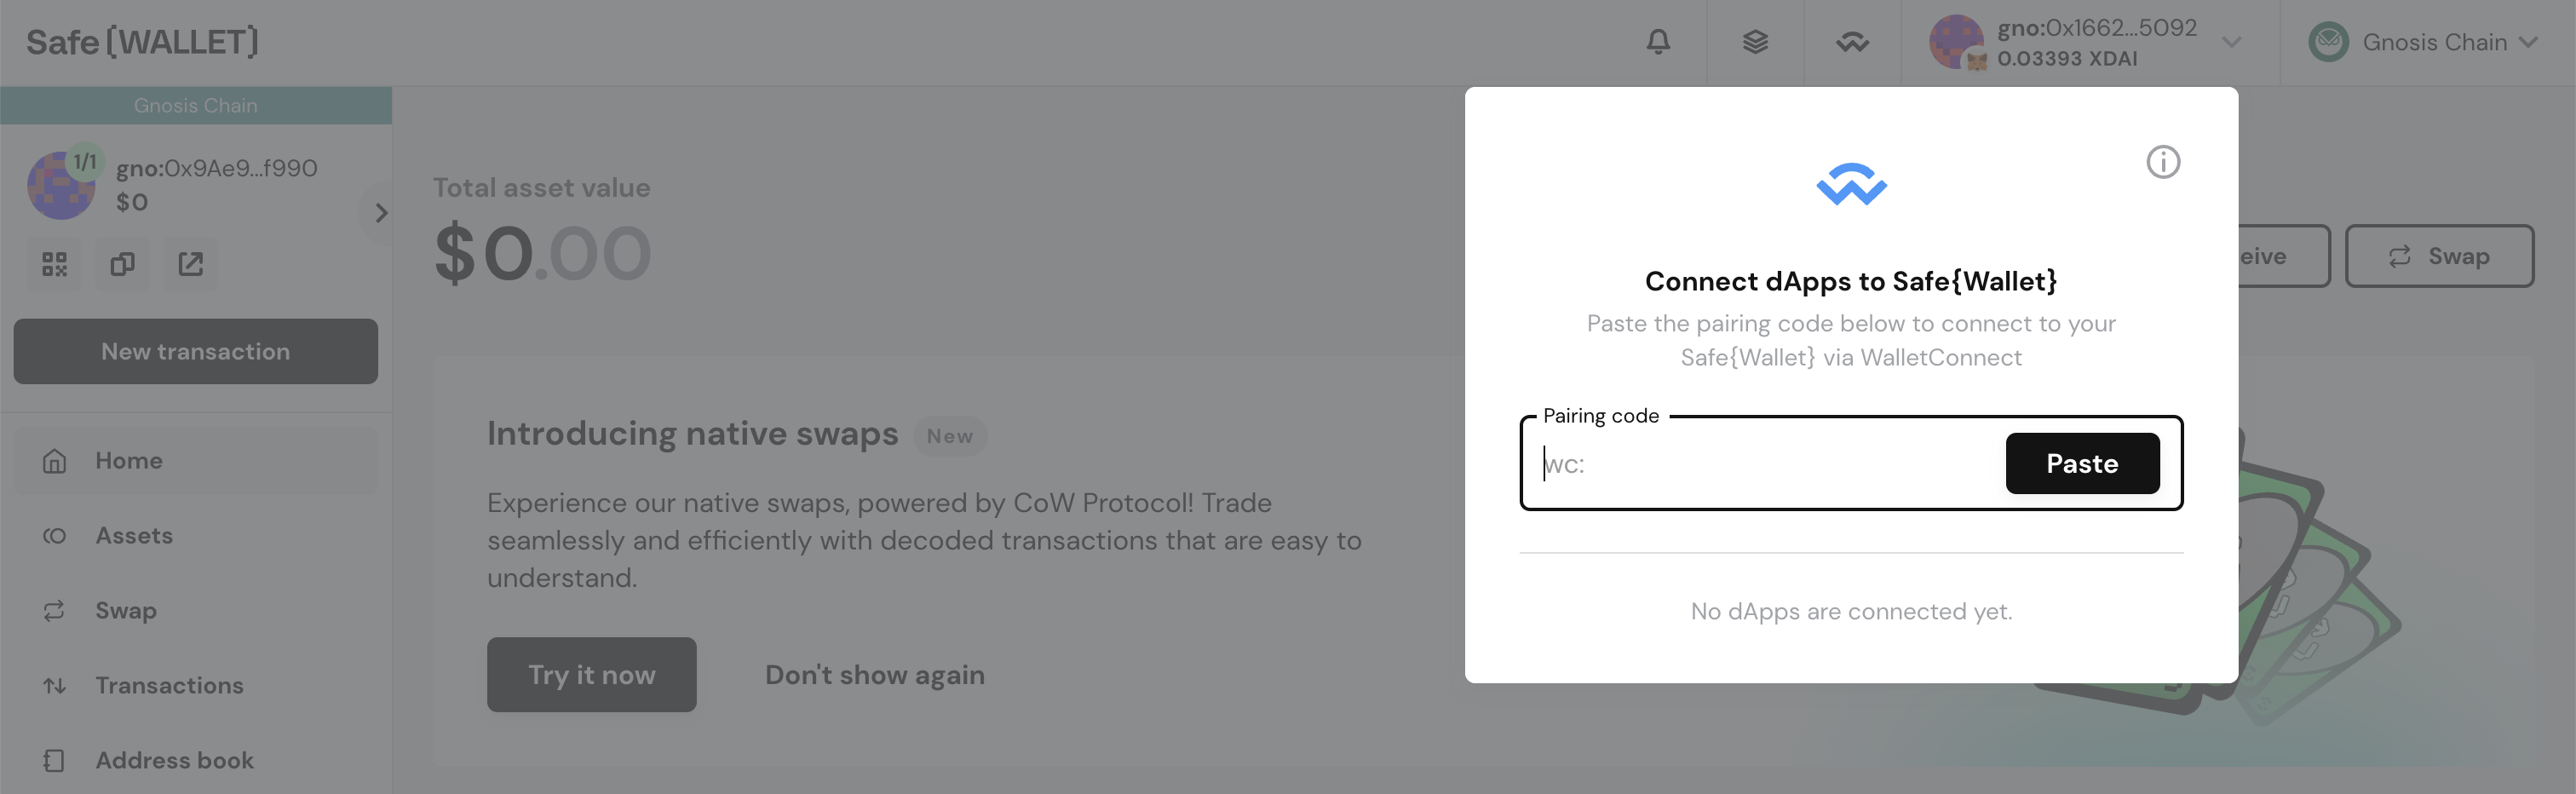 Safe{WALLET}
gno:0x1662...5092
0.03393 XDAI
Gnosis Chain
Gnosis Chain
1/1
gno:0x9Ae9...f990
$0
New transaction
Home
Assets
Swap
Transactions
Address book
Total asset value
$0.00
eive
Swap
Introducing native swaps
New
Experience our native swaps, powered by CoW Protocol! Trade
seamlessly and efficiently with decoded transactions that are easy to
understand.
Try it now
Don't show again
Connect dApps to Safe{Wallet}
Paste the pairing code below to connect to your
Safe{Wallet} via WalletConnect
Pairing code
wc:
Paste
No dApps are connected yet.